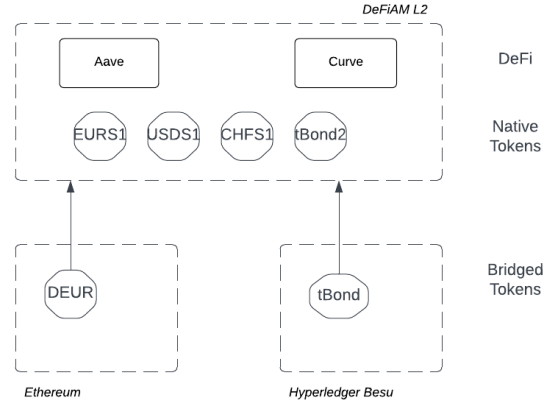 DeFiAM L2
Aave
Curve
DeFi
EURS1
USDS1
CHFS1
tBond2
Native
Tokens
DEUR
tBond
Bridged
Tokens
Ethereum
Hyperledger Besu